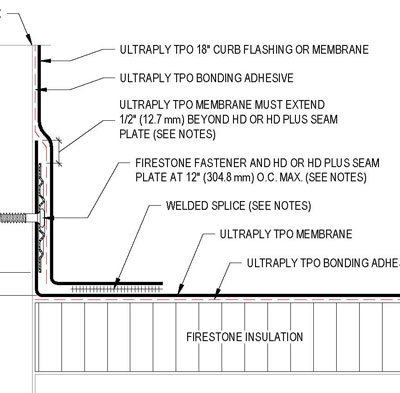 ULTRAPLY TPO 18" CURB FLASHING OR MEMBRANE
ULTRAPLY TPO BONDING ADHESIVE
ULTRAPLY TPO MEMBRANE MUST EXTEND
1/2" (12.7 mm) BEYOND HD OR HD PLUS SEAM
PLATE (SEE NOTES)
FIRESTONE FASTENER AND HD OR HD PLUS SEAM
PLATE AT 12" (304.8 mm) O.C. MAX. (SEE NOTES)
WELDED SPLICE (SEE NOTES)
ULTRAPLY TPO MEMBRANE
ULTRAPLY TPO BONDING ADHES
FIRESTONE INSULATION